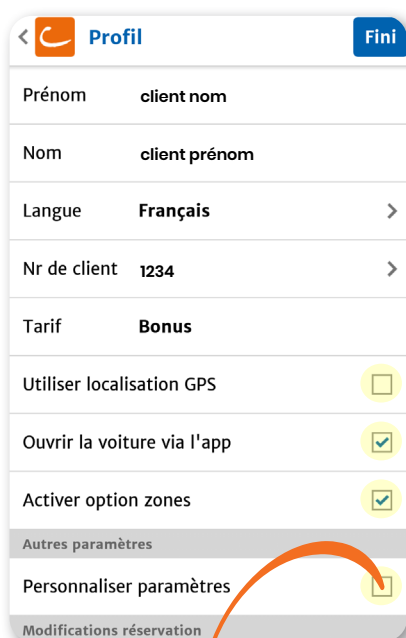 Profil
Fini
Prénom client nom
Nom client prénom
Langue Français
Nr de client 1234
Tarif Bonus
Utiliser localisation GPS
Ouvrir la voiture via l'app
Activer option zones
Autres paramètres
Personnaliser paramètres
Modifications réservation